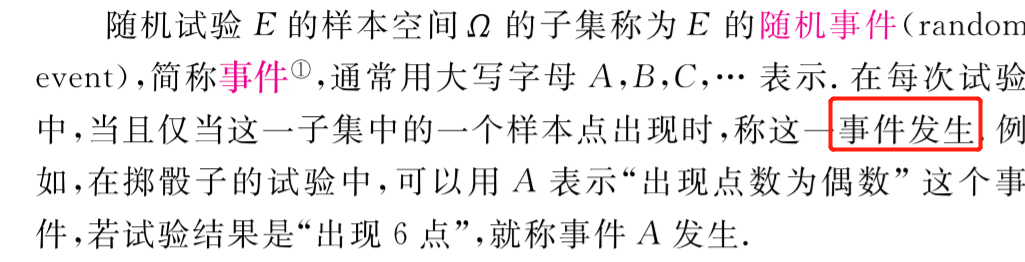 随机试验 E 的样本空间 Ω 的子集称为 E 的随机事件(random
event),简称事件①,通常用大写字母 A,B,C,… 表示. 在每次试验
中,当且仅当这一子集中的一个样本点出现时,称这一事件发生. 例
如,在掷骰子的试验中,可以用 A 表示“出现点数为偶数”这个事
件,若试验结果是“出现 6 点”,就称事件 A 发生.